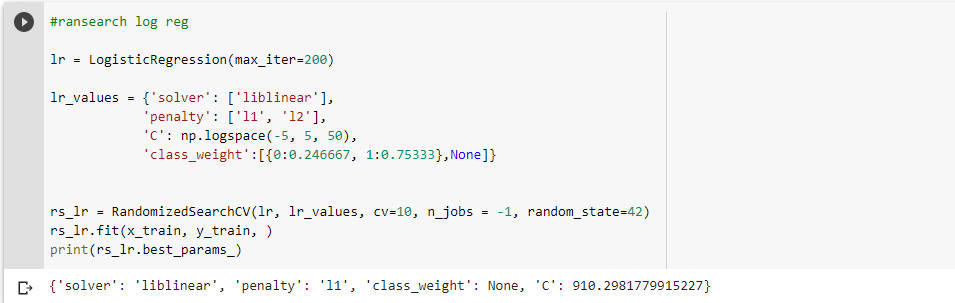 #ransearch log reg
lr = LogisticRegression(max_iter=200)
lr_values = {'solver': ['liblinear'],
'penalty': ['l1', 'l2'],
'C': np.logspace(-5, 5, 50),
'class_weight':[{0:0.246667, 1:0.75333},None]}
rs_lr = RandomizedSearchCV(lr, lr_values, cv=10, n_jobs = -1, random_state=42)
rs_lr.fit(x_train, y_train, )
print(rs_lr.best_params_)
{'solver': 'liblinear', 'penalty': 'l1', 'class_weight': None, 'C': 910.2981779915227}